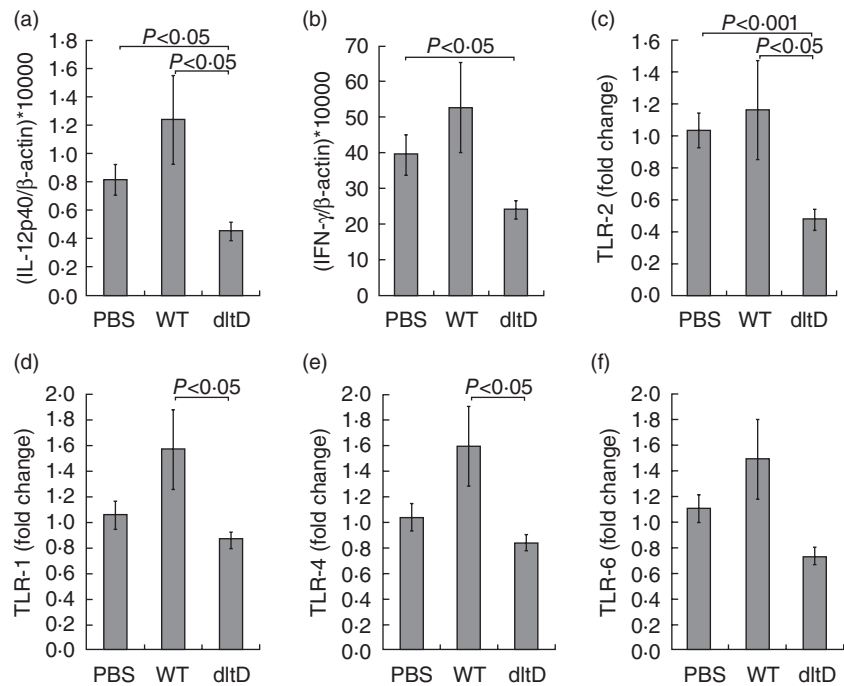 (a)
1·8
1·6
1·4
1·2
1·0
0·8
0·6
0·4
0·2
0·0
(IL-12p40/β-actin)*10000
P<0·05
P<0·05
PBS WT dltD
(b)
70
60
50
40
30
20
10
0
(IFN-γ/β-actin)*10000
P<0·05
PBS WT dltD
(c)
1·6
1·4
1·2
1·0
0·8
0·6
0·4
0·2
0·0
TLR-2 (fold change)
P<0·001
P<0·05
PBS WT dltD
(d)
2·0
1·8
1·6
1·4
1·2
1·0
0·8
0·6
0·4
0·2
0·0
TLR-1 (fold change)
P<0·05
PBS WT dltD
(e)
2·0
1·8
1·6
1·4
1·2
1·0
0·8
0·6
0·4
0·2
0·0
TLR-4 (fold change)
P<0·05
PBS WT dltD
(f)
2·0
1·8
1·6
1·4
1·2
1·0
0·8
0·6
0·4
0·2
0·0
TLR-6 (fold change)
PBS WT dltD